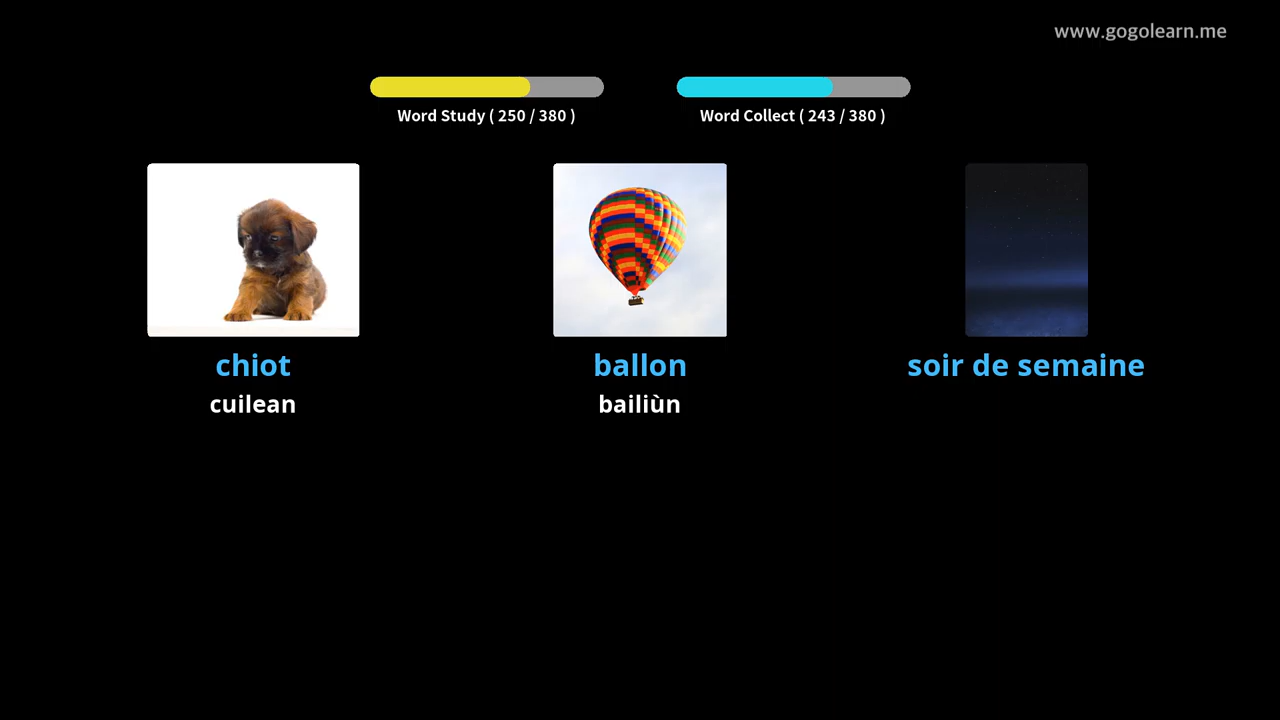 www.gogolearn.me
Word Study ( 250 / 380 )
Word Collect ( 243 / 380 )
chiot
cuilean
ballon
bailiùn
soir de semaine